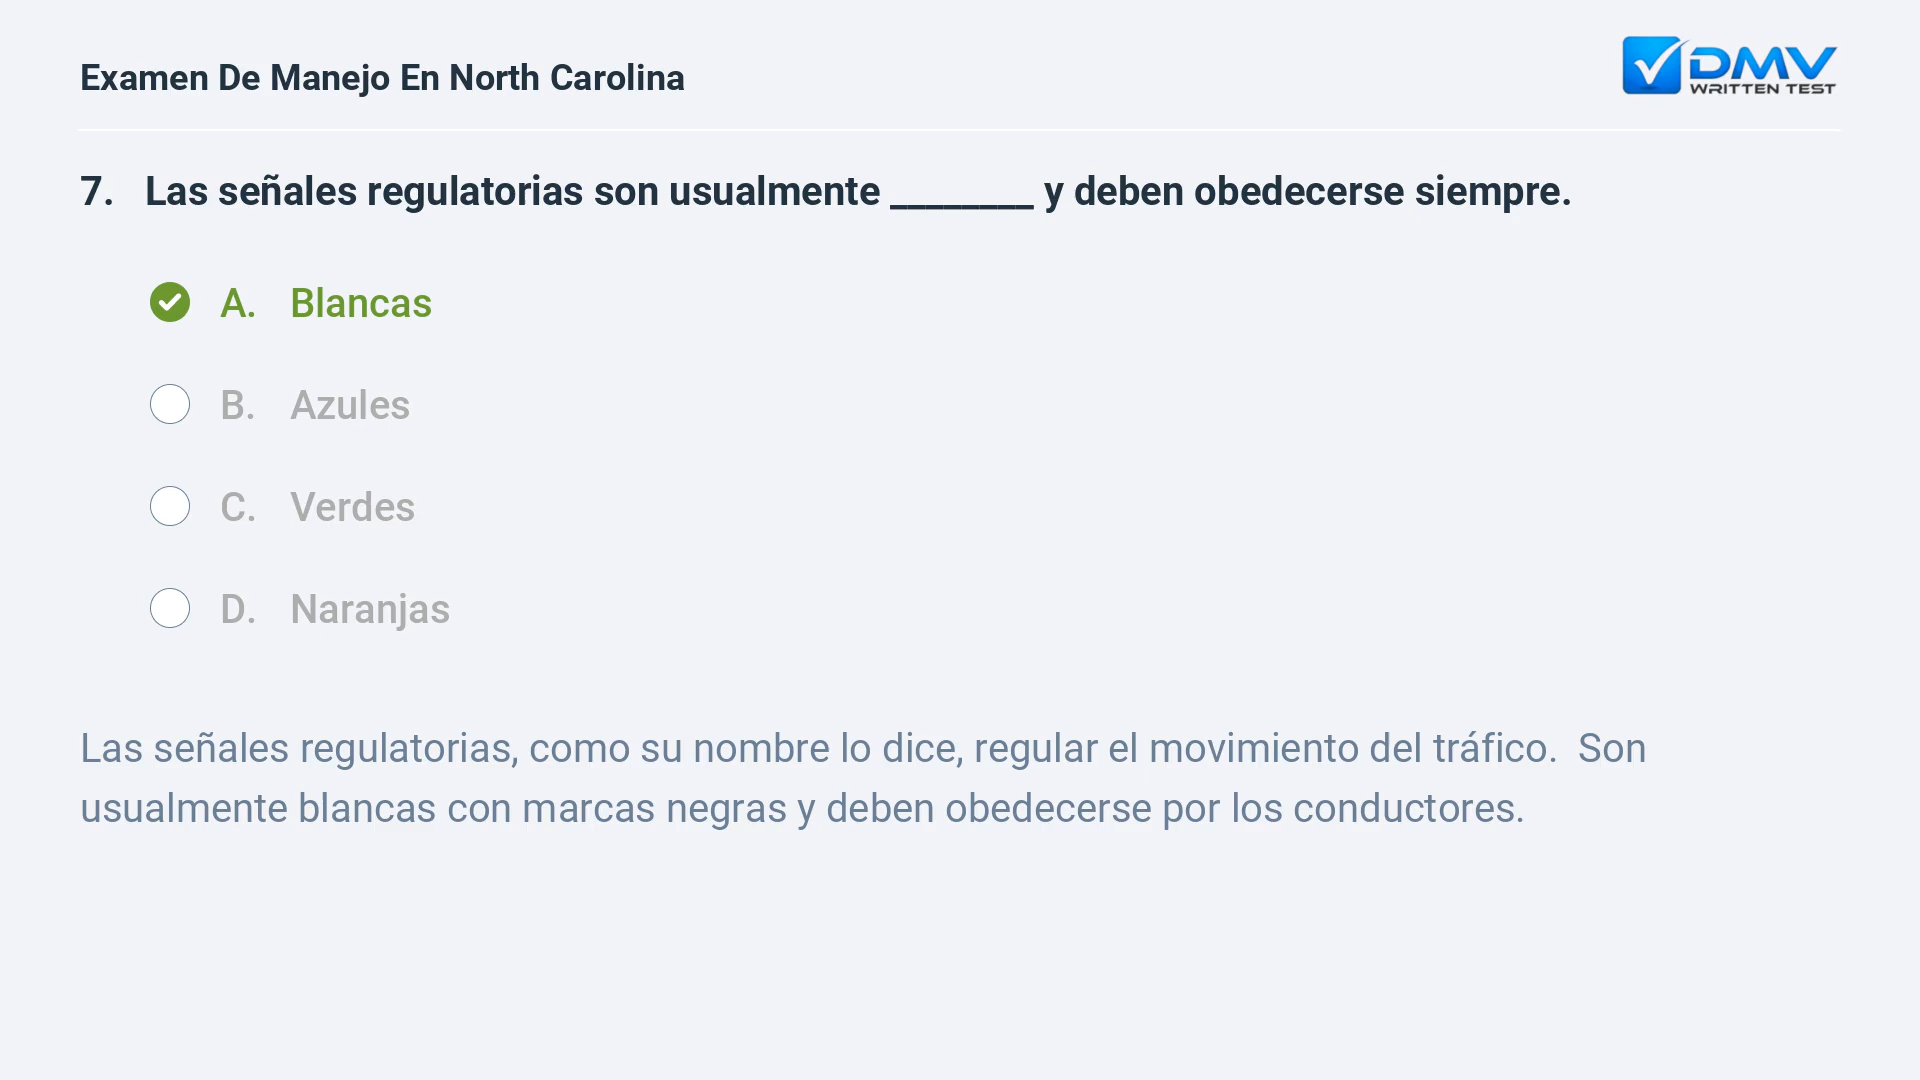 Examen De Manejo En North Carolina
DMV
WRITTEN TEST
7. Las señales regulatorias son usualmente ________ y deben obedecerse siempre.
A. Blancas
B. Azules
C. Verdes
D. Naranjas
Las señales regulatorias, como su nombre lo dice, regular el movimiento del tráfico. Son
usualmente blancas con marcas negras y deben obedecerse por los conductores.